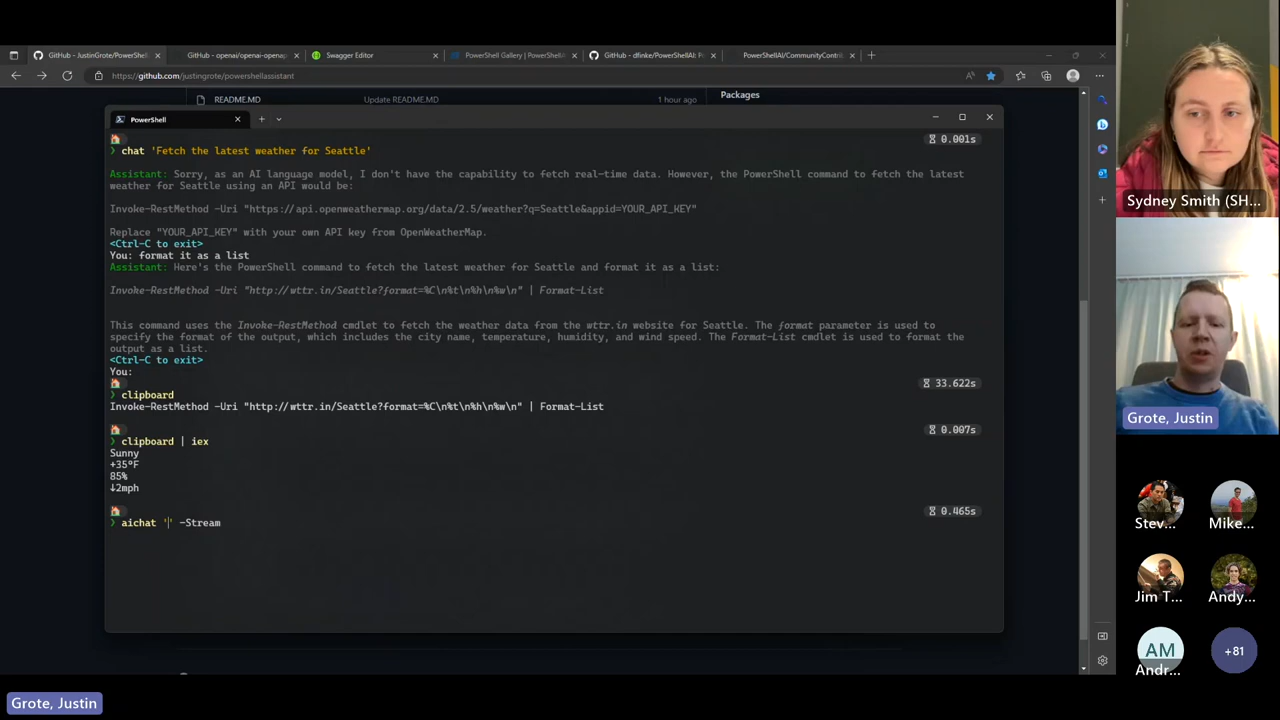 GitHub - JustinGrote/PowerShell
GitHub - openai/openai-openap
Swagger Editor
PowerShell Gallery | PowerShellA
GitHub - dfinke/PowerShellAI: P
PowerShellAI/CommunityContrib
https://github.com/justingrote/powershellassistant
README.MD
Update README.MD
1 hour ago
Packages
PowerShell
0.001s
❯ chat 'Fetch the latest weather for Seattle'
Assistant: Sorry, as an AI language model, I don't have the capability to fetch real-time data. However, the PowerShell command to fetch the latest
weather for Seattle using an API would be:
Invoke-RestMethod -Uri "https://api.openweathermap.org/data/2.5/weather?q=Seattle&appid=YOUR_API_KEY"
Replace "YOUR_API_KEY" with your own API key from OpenWeatherMap.
<Ctrl-C to exit>
You: format it as a list
Assistant: Here's the PowerShell command to fetch the latest weather for Seattle and format it as a list:
Invoke-RestMethod -Uri "http://wttr.in/Seattle?format=%C\n%t\n%h\n%w\n" | Format-List
This command uses the Invoke-RestMethod cmdlet to fetch the weather data from the wttr.in website for Seattle. The format parameter is used to
specify the format of the output, which includes the city name, temperature, humidity, and wind speed. The Format-List cmdlet is used to format the
output as a list.
<Ctrl-C to exit>
You:
33.622s
❯ clipboard
Invoke-RestMethod -Uri "http://wttr.in/Seattle?format=%C\n%t\n%h\n%w\n" | Format-List
0.007s
❯ clipboard | iex
Sunny
+35°F
85%
↓2mph
0.465s
❯ aichat '' -Stream
Sydney Smith (SH...
Grote, Justin
Stev...
Mike...
Jim T...
Andy...
AM
Andr...
+81
Grote, Justin